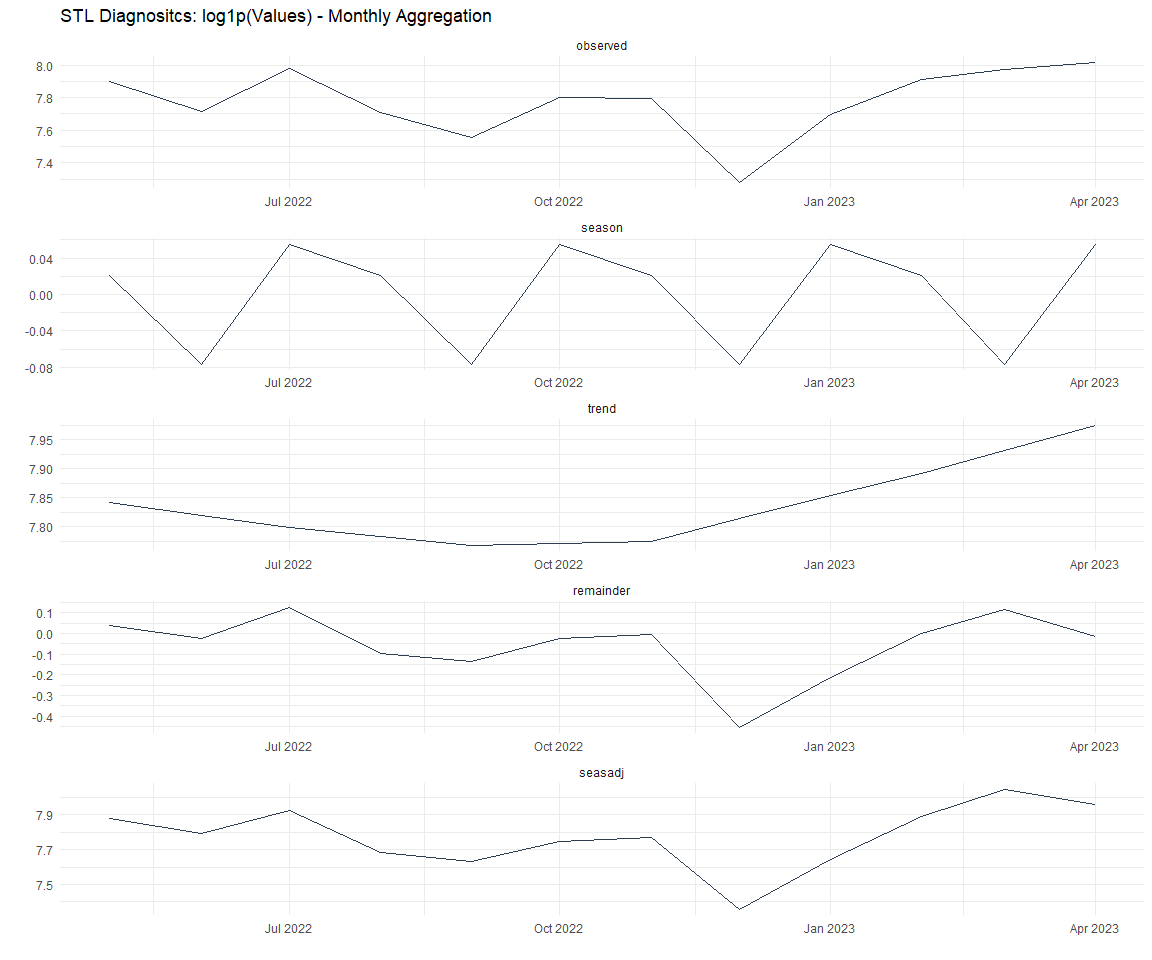 STL Diagnositcs: log1p(Values) - Monthly Aggregation
observed
8.0
7.8
7.6
7.4
Jul 2022 Oct 2022 Jan 2023 Apr 2023
season
0.04
0.00
-0.04
-0.08
Jul 2022 Oct 2022 Jan 2023 Apr 2023
trend
7.95
7.90
7.85
7.80
Jul 2022 Oct 2022 Jan 2023 Apr 2023
remainder
0.1
0.0
-0.1
-0.2
-0.3
-0.4
Jul 2022 Oct 2022 Jan 2023 Apr 2023
seasadj
7.9
7.7
7.5
Jul 2022 Oct 2022 Jan 2023 Apr 2023